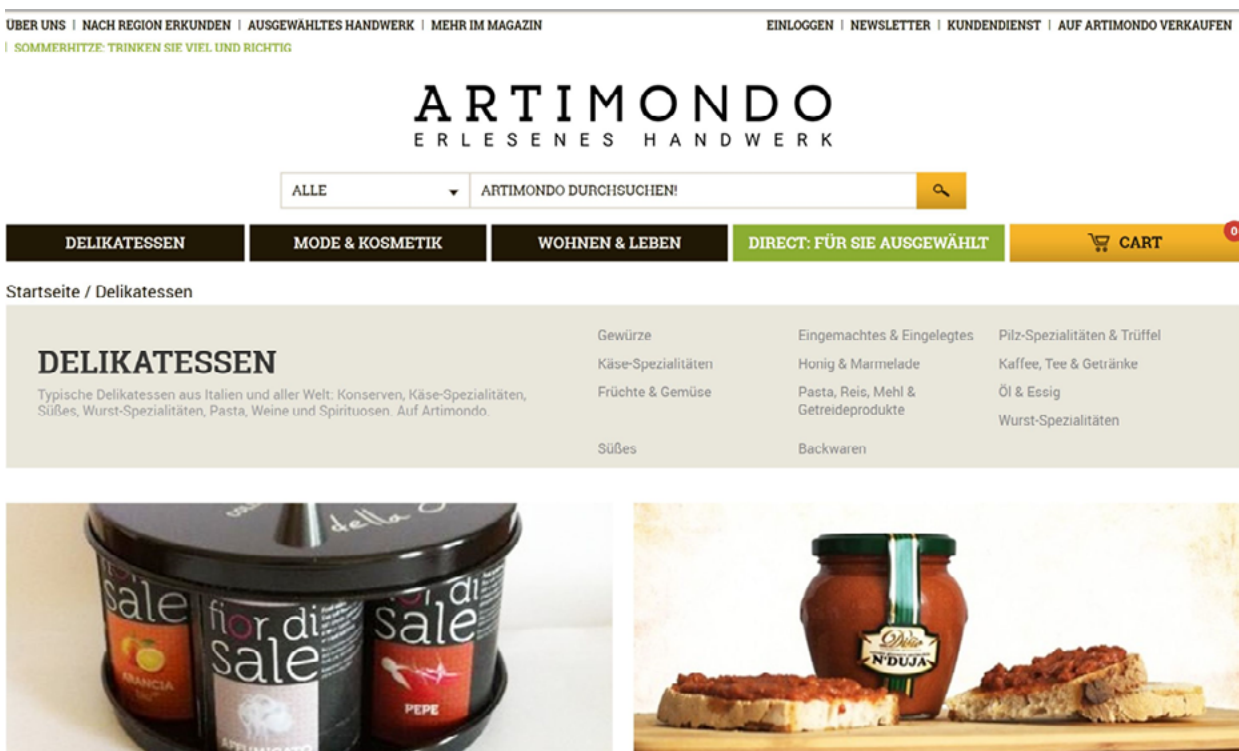 ÜBER UNS | NACH REGION ERKUNDEN | AUSGEWÄHLTES HANDWERK | MEHR IM MAGAZIN
EINLOGGEN | NEWSLETTER | KUNDENDIENST | AUF ARTIMONDO VERKAUFEN
| SOMMERHITZE: TRINKEN SIE VIEL UND RICHTIG
ARTIMONDO
ERLESENES HANDWERK
ALLE
ARTIMONDO DURCHSUCHEN!
DELIKATESSEN
MODE & KOSMETIK
WOHNEN & LEBEN
DIRECT: FÜR SIE AUSGEWÄHLT
CART
0
Startseite / Delikatessen
DELIKATESSEN
Typische Delikatessen aus Italien und aller Welt: Konserven, Käse-Spezialitäten,
Süßes, Wurst-Spezialitäten, Pasta, Weine und Spirituosen. Auf Artimondo.
Gewürze
Käse-Spezialitäten
Früchte & Gemüse
Süßes
Eingemachtes & Eingelegtes
Honig & Marmelade
Pasta, Reis, Mehl &
Getreideprodukte
Backwaren
Pilz-Spezialitäten & Trüffel
Kaffee, Tee & Getränke
Öl & Essig
Wurst-Spezialitäten
della
fior di
sale
ARANCIA
fior di
sale
AFFUMICATO
fior di
sale
PEPE
N'DUJA